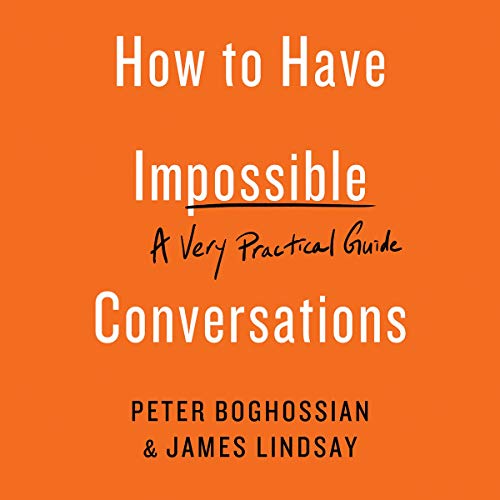 How to Have
Impossible
A Very Practical Guide
Conversations
PETER BOGHOSSIAN
& JAMES LINDSAY